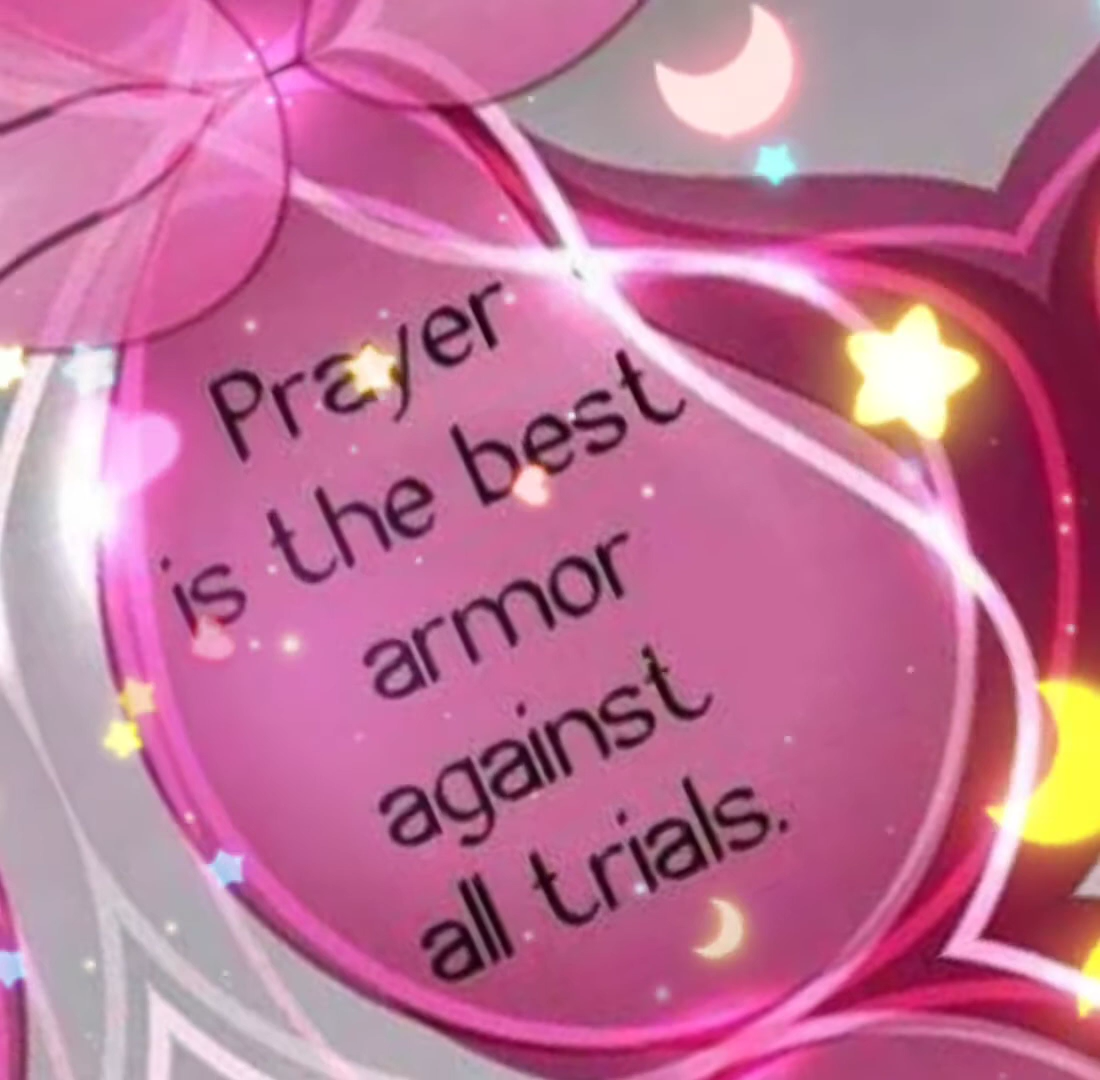 Prayer
is the best
armor
against
all trials.